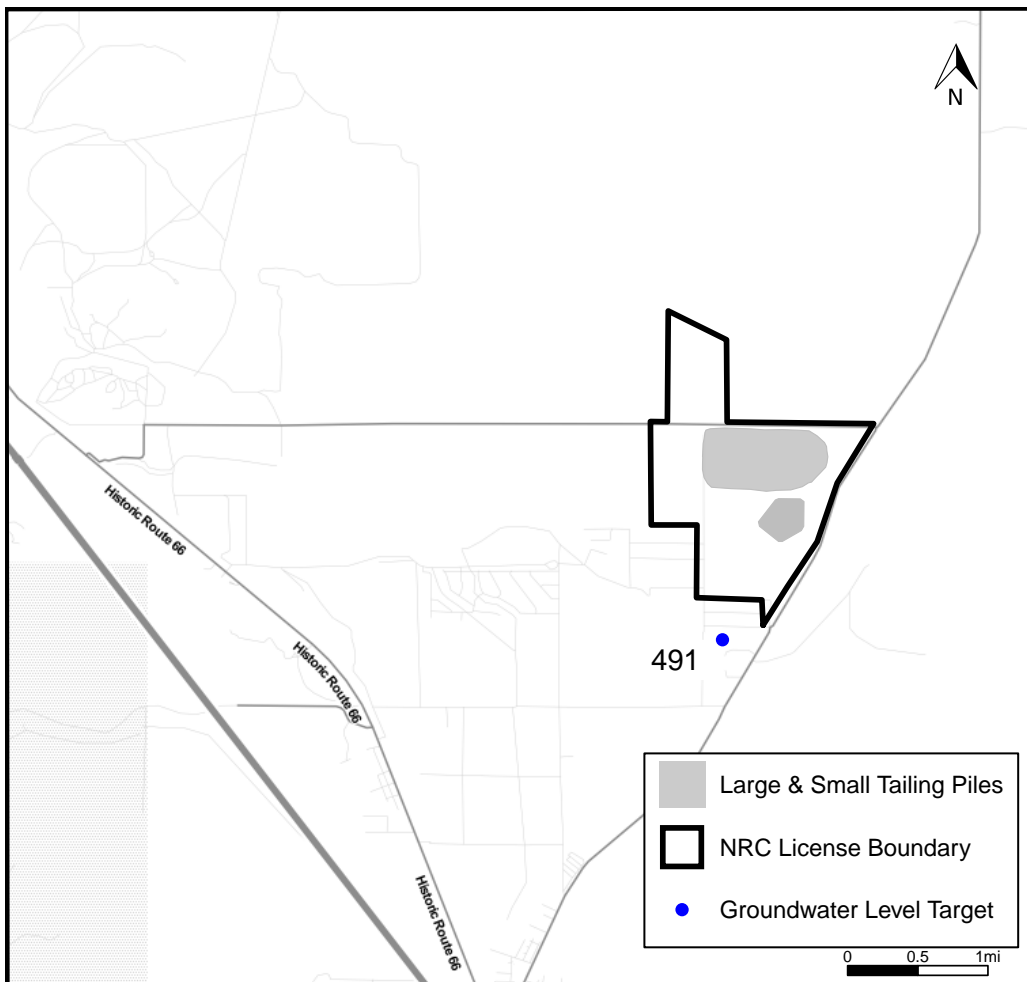 N
Historic Route 66
Historic Route 66
491
Historic Route 66
Large & Small Tailing Piles
NRC License Boundary
Groundwater Level Target
0 0.5 1mi